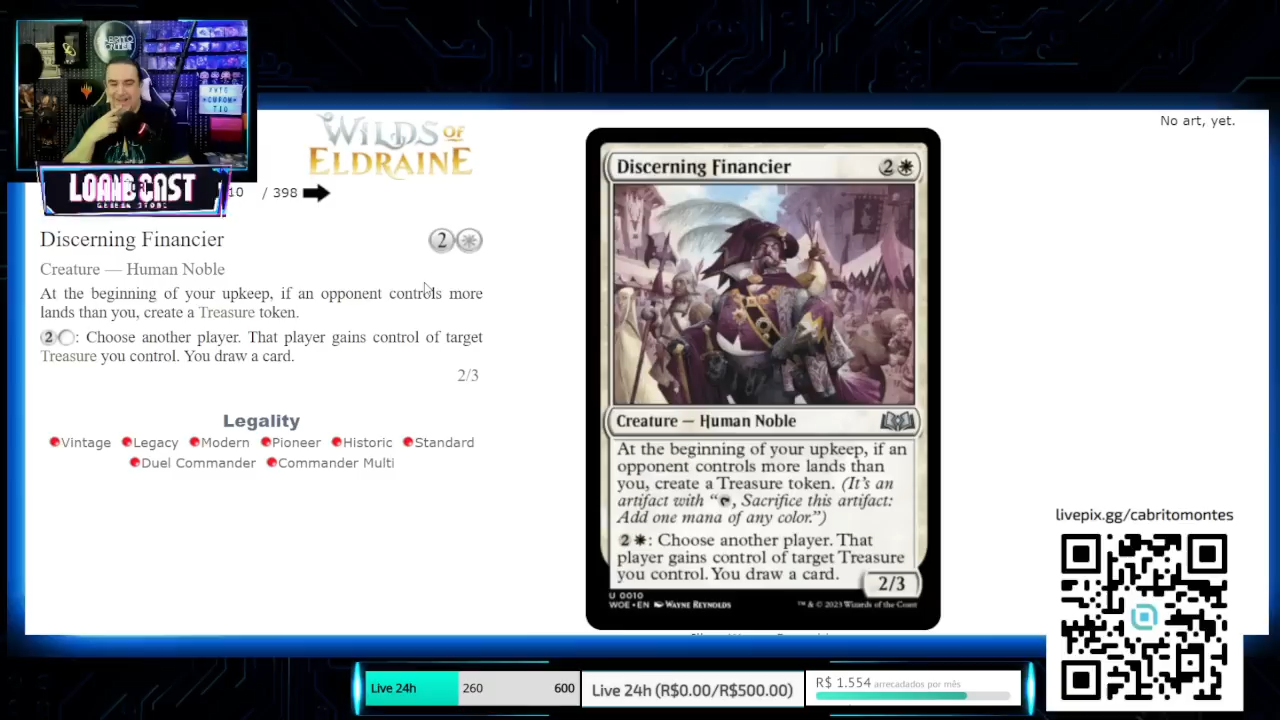 WILDS OF
ELDRAINE
LOANDCAST
10 / 398
No art, yet.
Discerning Financier 2
Creature — Human Noble
At the beginning of your upkeep, if an opponent controls more
lands than you, create a Treasure token.
2: Choose another player. That player gains control of target
Treasure you control. You draw a card.
2/3
Legality
Vintage Legacy Modern Pioneer Historic Standard
Duel Commander Commander Multi
Discerning Financier 2
Creature — Human Noble
At the beginning of your upkeep, if an
opponent controls more lands than
you, create a Treasure token. (It's an
artifact with “, Sacrifice this artifact:
Add one mana of any color.”)
2: Choose another player. That
player gains control of target Treasure
you control. You draw a card.
2/3
U 0010
WOE • EN WAYNE REYNOLDS
™ & © 2023 Wizards of the Coast
livepix.gg/cabritomontes
Live 24h 260 600
Live 24h (R$0.00/R$500.00)
R$ 1.554 arrecadados por mês